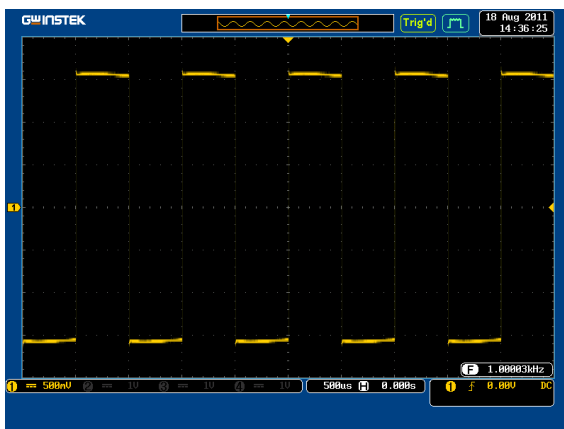 GWINSTEK
Trig'd
18 Aug 2011
14:36:25
1
F 1.00003kHz
1 500mV 2 1V 3 1V 4 1V
500us H 0.000s
1 0.00V DC